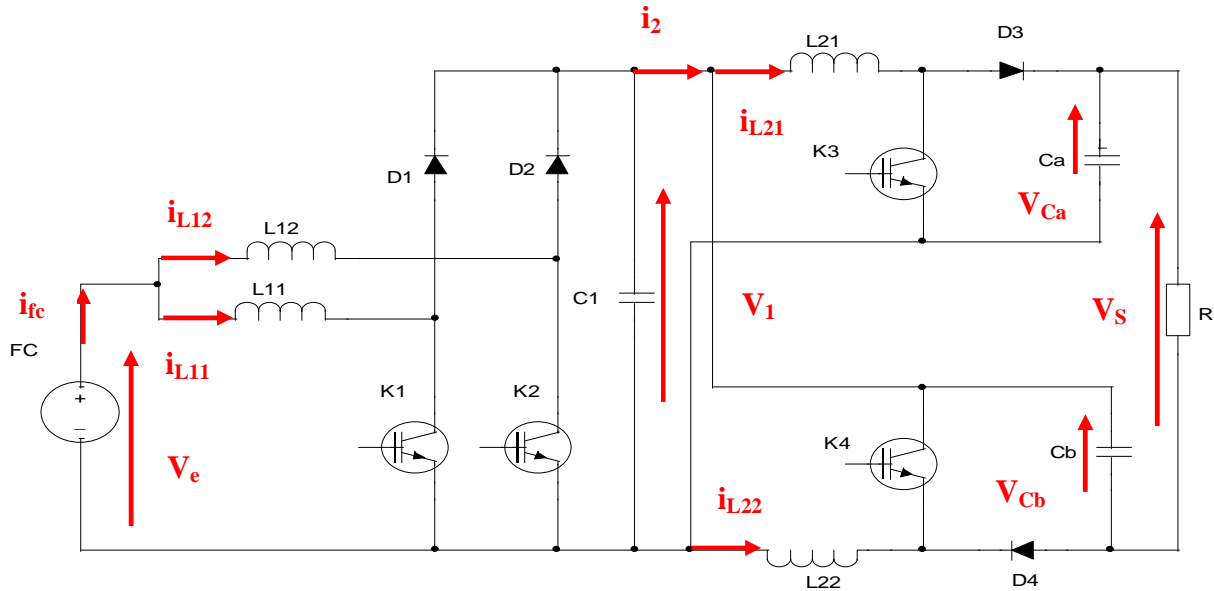 i2
L21
D3
iL21
K3
Ca
VCa
D1
D2
iL12
L12
L11
C1
V1
VS
R
ifc
FC
iL11
K1
K2
K4
Cb
VCb
Ve
iL22
L22
D4
+